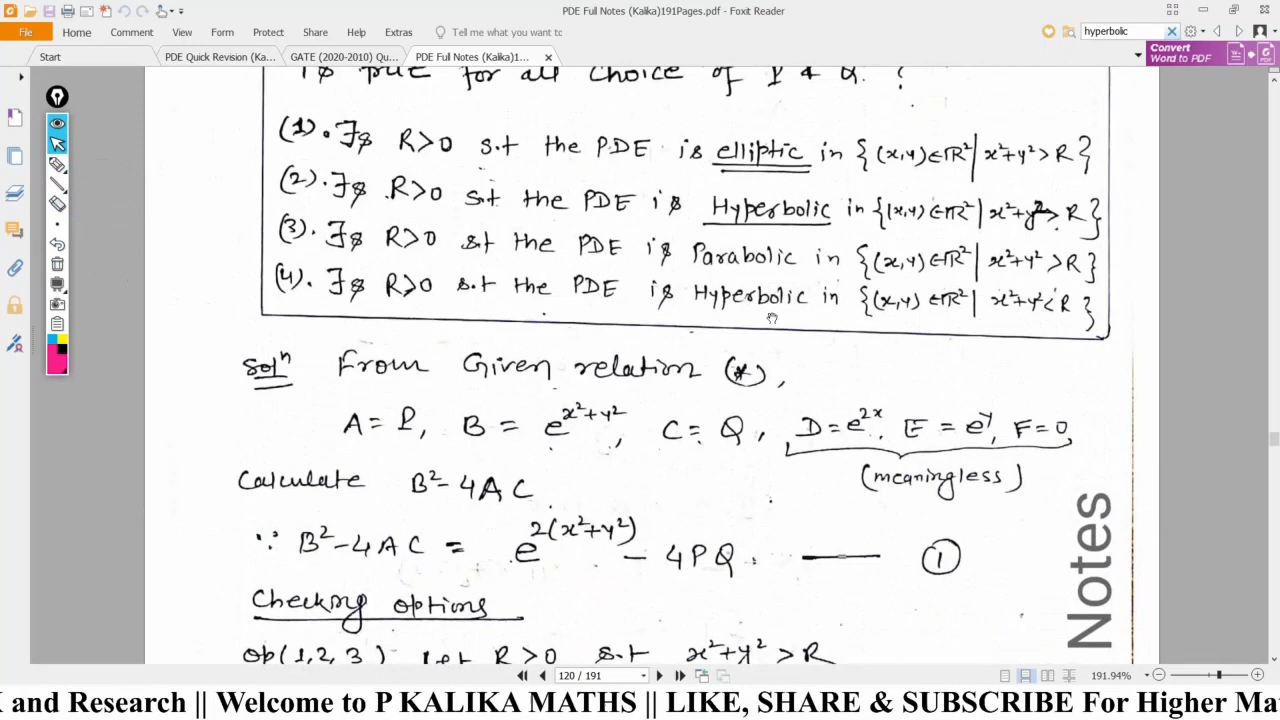 PDE Full Notes (Kalika)191Pages.pdf - Foxit Reader
File Home Comment View Form Protect Share Help Extras Tell me what you want tc hyperbolic
Start PDE Quick Revision (Ka... GATE (2020-2010) Qu... PDE Full Notes (Kalika)1... Convert Word to PDF
is true for all choice of P & Q. ?
(1). ∃s R>0 s.t the PDE is elliptic in {(x,y)∈ℝ² | x²+y²>R}
(2). ∃s R>0 s.t the PDE is Hyperbolic in {(x,y)∈ℝ² | x²+y²>R}
(3). ∃s R>0 st the PDE is Parabolic in {(x,y)∈ℝ² | x²+y²>R}
(4). ∃s R>0 s.t the PDE is Hyperbolic in {(x,y)∈ℝ² | x²+y²<R}
Solⁿ From Given relation (*),
A = P, B = e^{x²+y²}, C = Q, D = e^{2x}, E = e^{y}, F = 0
(meaningless)
Calculate B²-4AC
∵ B²-4AC = e^{2(x²+y²)} - 4PQ. —— ①
Checking options
op(1,2,3) Let R>0 s.t x²+y²>R
Notes
120 / 191 191.94%
K and Research || Welcome to P KALIKA MATHS || LIKE, SHARE & SUBSCRIBE For Higher Ma